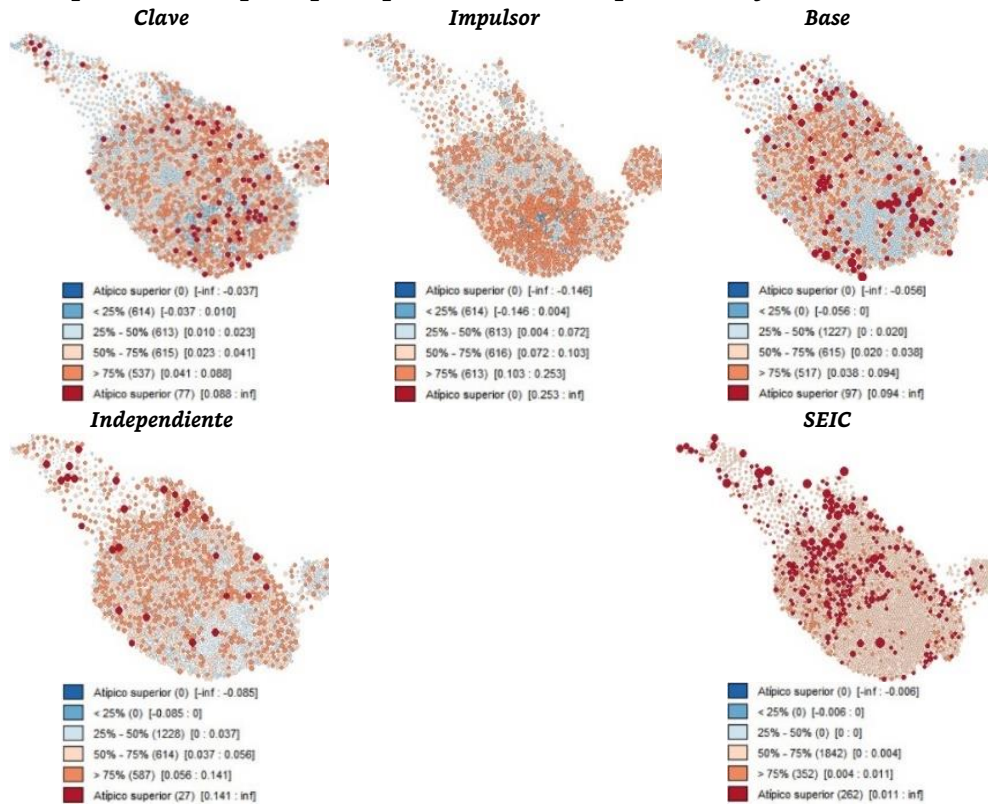 Clave
Impulsor
Base
Atípico superior (0) [-inf : -0.037]
< 25% (614) [-0.037 : 0.010]
25% - 50% (613) [0.010 : 0.023]
50% - 75% (615) [0.023 : 0.041]
> 75% (537) [0.041 : 0.088]
Atípico superior (77) [0.088 : inf]
Atípico superior (0) [-inf : -0.146]
< 25% (614) [-0.146 : 0.004]
25% - 50% (613) [0.004 : 0.072]
50% - 75% (616) [0.072 : 0.103]
> 75% (613) [0.103 : 0.253]
Atípico superior (0) [0.253 : inf]
Atípico superior (0) [-inf : -0.056]
< 25% (0) [-0.056 : 0]
25% - 50% (1227) [0 : 0.020]
50% - 75% (615) [0.020 : 0.038]
> 75% (517) [0.038 : 0.094]
Atípico superior (97) [0.094 : inf]
Independiente
SEIC
Atípico superior (0) [-inf : -0.085]
< 25% (0) [-0.085 : 0]
25% - 50% (1228) [0 : 0.037]
50% - 75% (614) [0.037 : 0.056]
> 75% (587) [0.056 : 0.141]
Atípico superior (27) [0.141 : inf]
Atípico superior (0) [-inf : -0.006]
< 25% (0) [-0.006 : 0]
25% - 50% (0) [0 : 0]
50% - 75% (1842) [0 : 0.004]
> 75% (352) [0.004 : 0.011]
Atípico superior (262) [0.011 : inf]